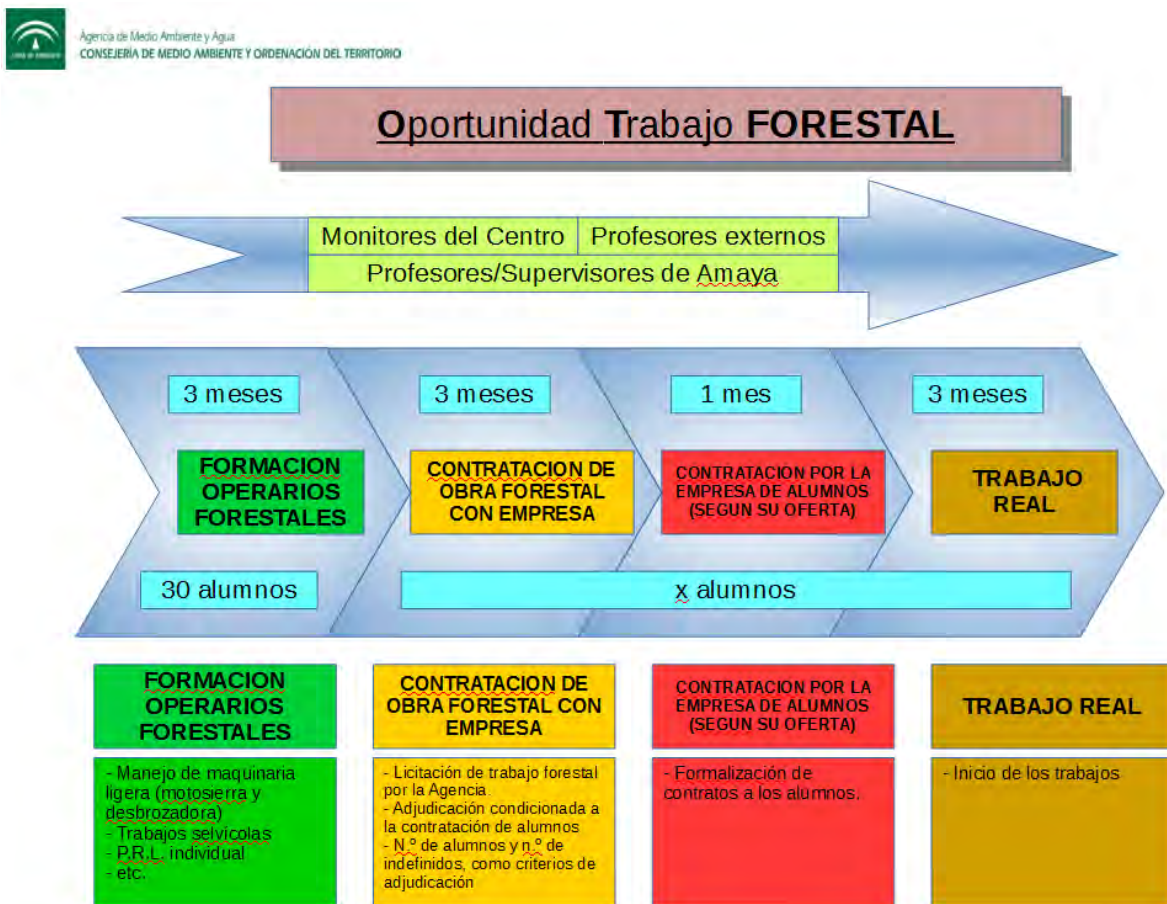 Agencia de Medio Ambiente y Agua
CONSEJERÍA DE MEDIO AMBIENTE Y ORDENACIÓN DEL TERRITORIO
Oportunidad Trabajo FORESTAL
Monitores del Centro Profesores externos
Profesores/Supervisores de Amaya
3 meses 3 meses 1 mes 3 meses
FORMACION
OPERARIOS
FORESTALES
CONTRATACION DE
OBRA FORESTAL
CON EMPRESA
CONTRATACION POR LA
EMPRESA DE ALUMNOS
(SEGUN SU OFERTA)
TRABAJO
REAL
30 alumnos x alumnos
FORMACION
OPERARIOS
FORESTALES
CONTRATACION DE
OBRA FORESTAL CON
EMPRESA
CONTRATACION POR LA
EMPRESA DE ALUMNOS
(SEGUN SU OFERTA)
TRABAJO REAL
- Manejo de maquinaria
ligera (motosierra y
desbrozadora)
- Trabajos selvícolas
- P.R.L. individual
- etc.
- Licitación de trabajo forestal
por la Agencia.
- Adjudicación condicionada a
la contratación de alumnos
- N.º de alumnos y n.º de
indefinidos, como criterios de
adjudicación
- Formalización de
contratos a los alumnos.
- Inicio de los trabajos